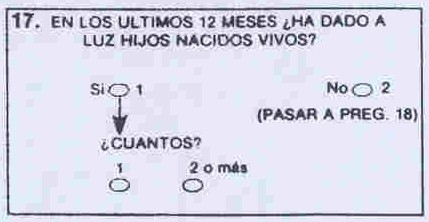 17. EN LOS ULTIMOS 12 MESES ¿HA DADO A
LUZ HIJOS NACIDOS VIVOS?
Si 1 No 2
(PASAR A PREG. 18)
¿CUANTOS?
1 2 o más